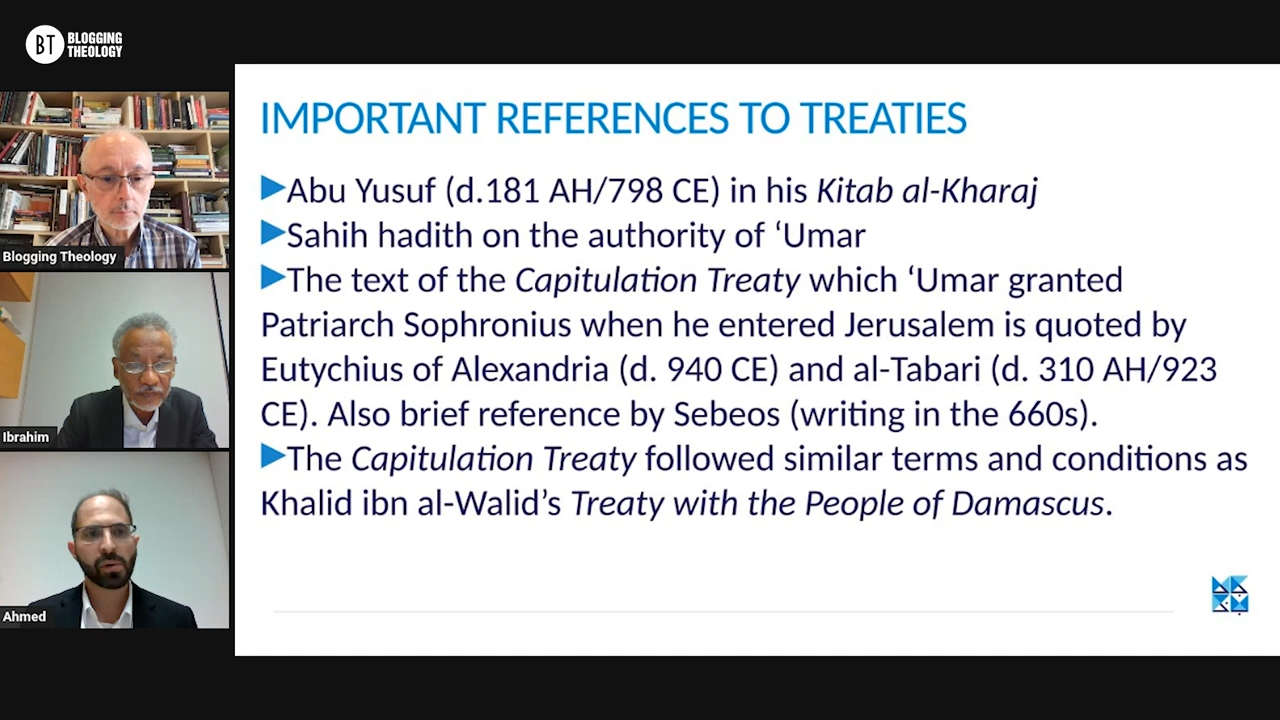 BT BLOGGING
THEOLOGY
Blogging Theology
Ibrahim
Ahmed
IMPORTANT REFERENCES TO TREATIES
▶Abu Yusuf (d.181 AH/798 CE) in his Kitab al-Kharaj
▶Sahih hadith on the authority of ‘Umar
▶The text of the Capitulation Treaty which ‘Umar granted
Patriarch Sophronius when he entered Jerusalem is quoted by
Eutychius of Alexandria (d. 940 CE) and al-Tabari (d. 310 AH/923
CE). Also brief reference by Sebeos (writing in the 660s).
▶The Capitulation Treaty followed similar terms and conditions as
Khalid ibn al-Walid’s Treaty with the People of Damascus.